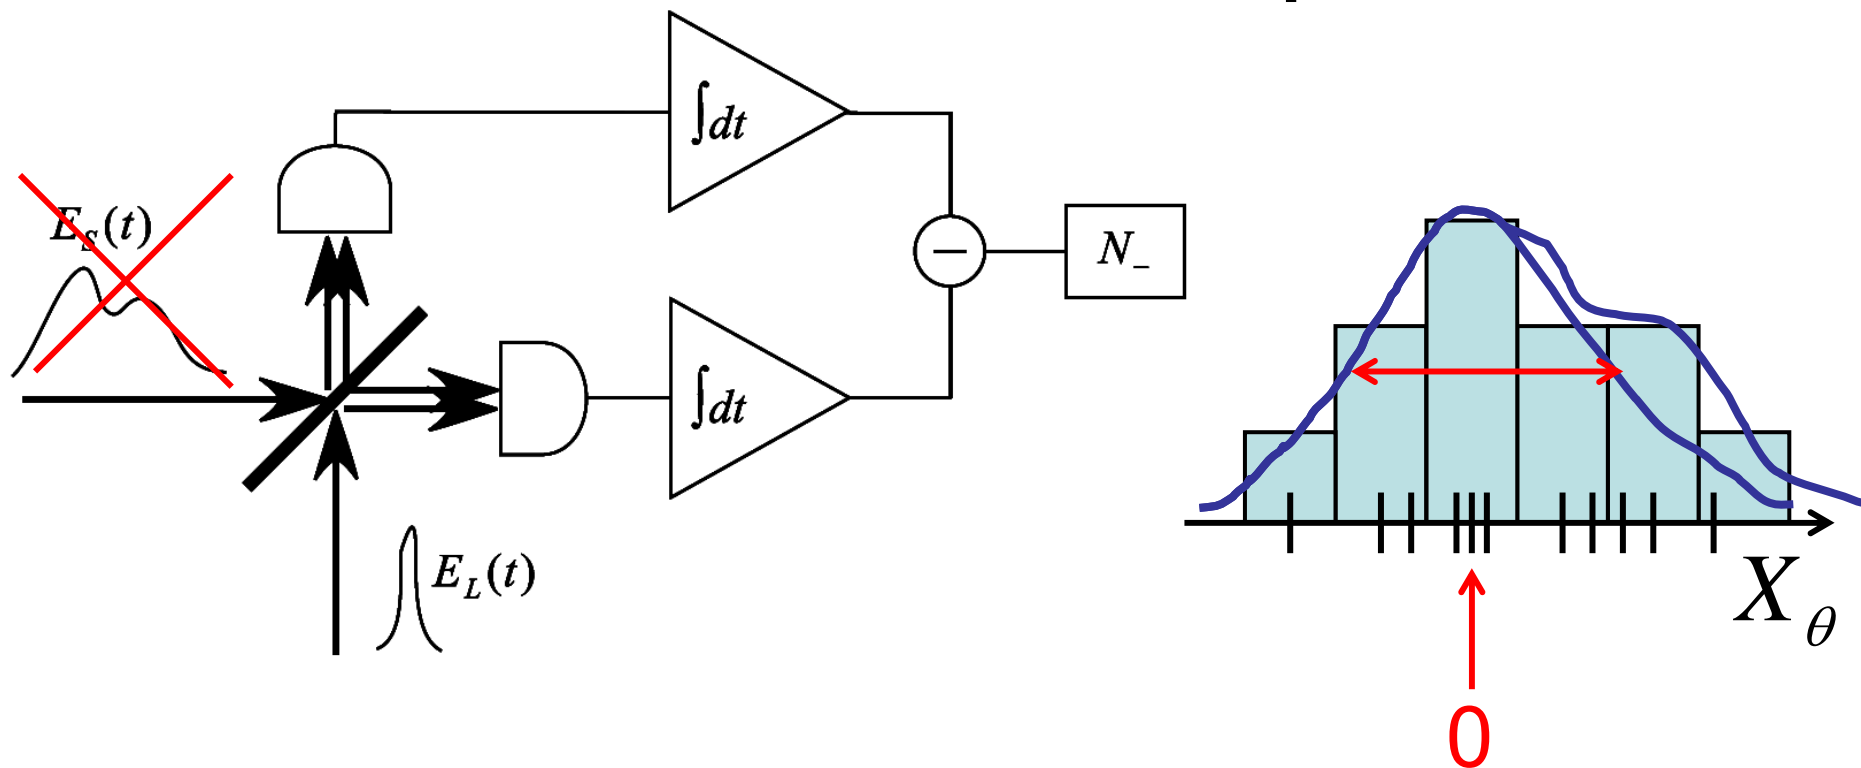 ∫dt
E_S(t)
N_−
−
∫dt
E_L(t)
X_θ
0